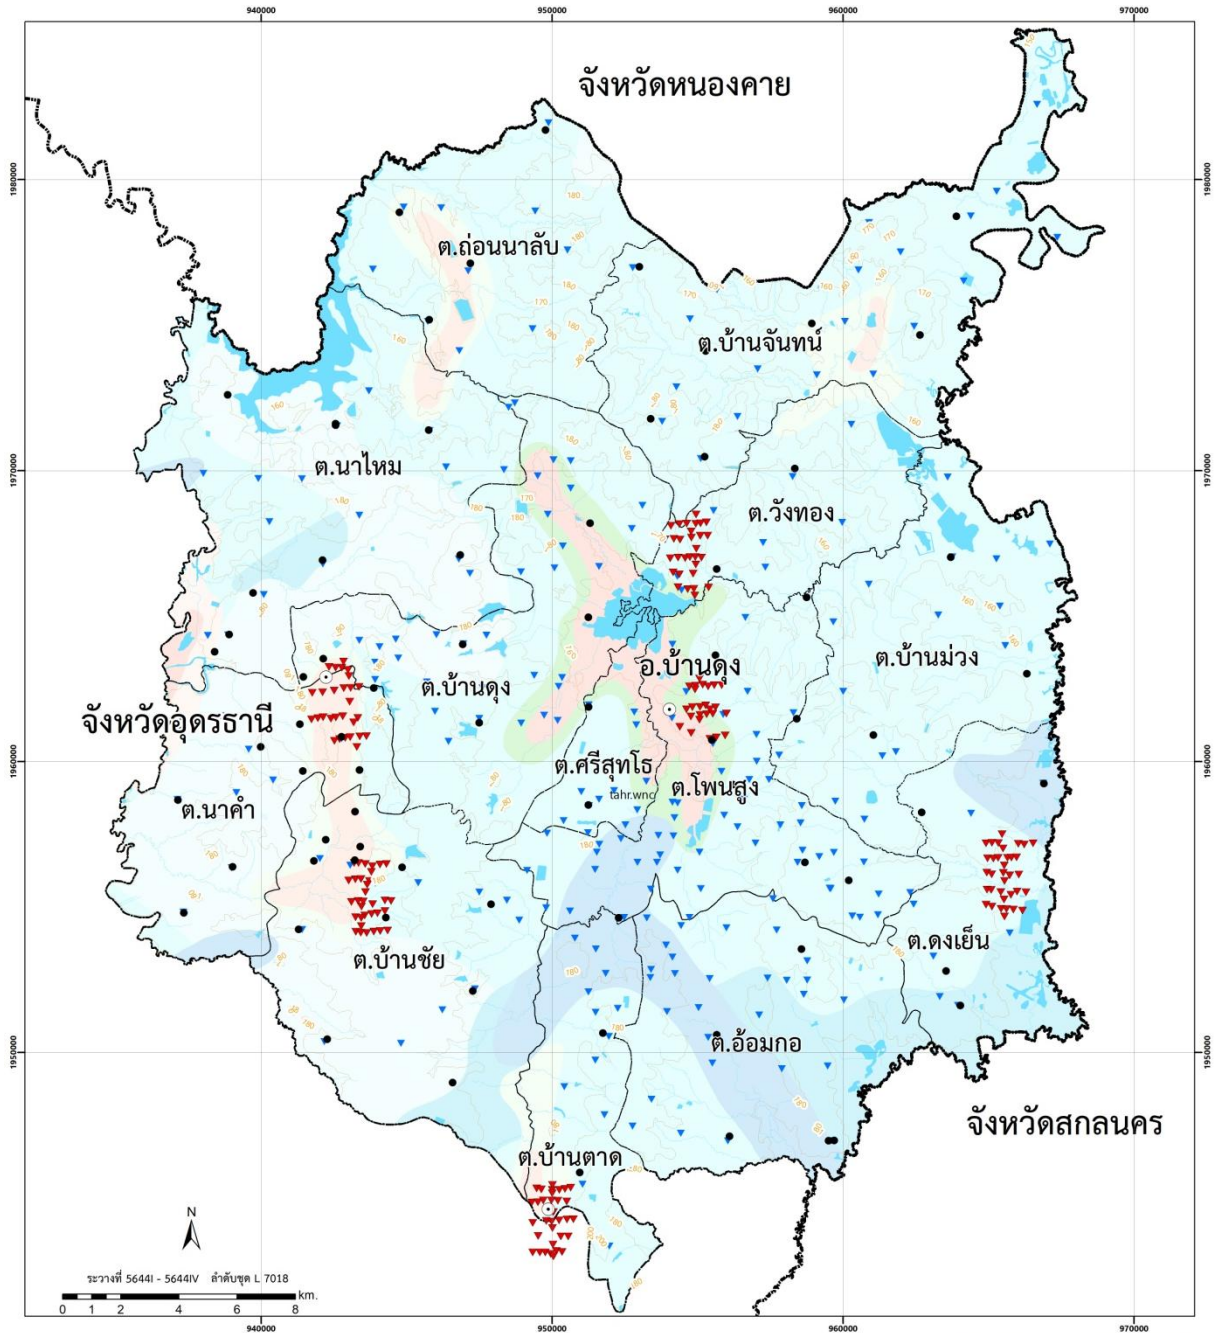 940000 950000 960000 970000
จังหวัดหนองคาย
1980000 1980000
ต.ถ่อนนาลับ
ต.บ้านจันทน์
ต.นาไหม
1970000 1970000
ต.วังทอง
อ.บ้านดุง
ต.บ้านม่วง
ต.บ้านดุง
จังหวัดอุดรธานี
1960000 1960000
ต.ศรีสุทโธ
ต.โพนสูง
tahr.wnc
ต.นาคำ
ต.ดงเย็น
ต.บ้านชัย
ต.อ้อมกอ
1950000 1950000
จังหวัดสกลนคร
ต.บ้านตาด
N
ระวางที่ 5644I - 5644IV ลำดับชุด L 7018
0 1 2 4 6 8 km.
940000 950000 960000 970000